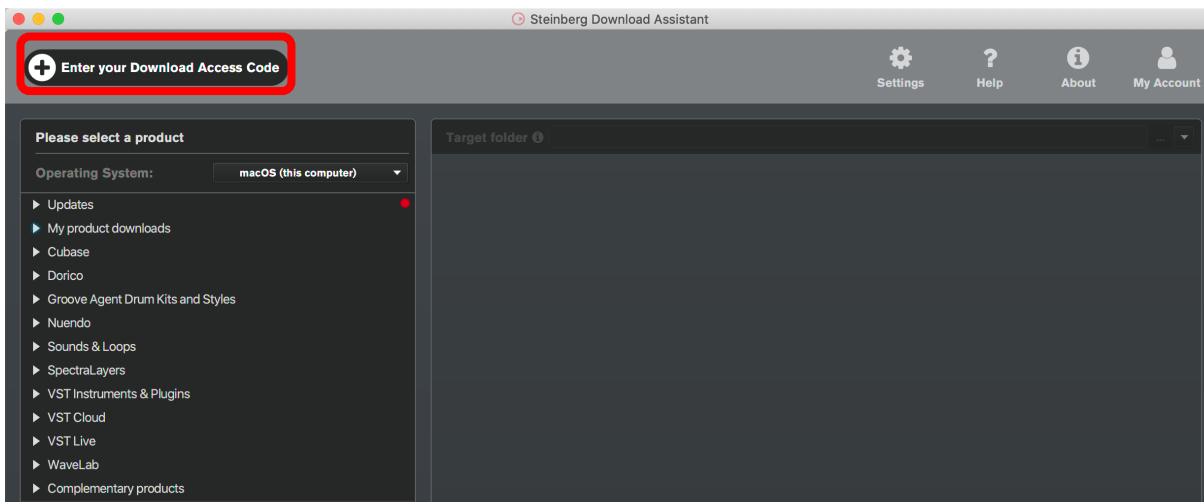 Steinberg Download Assistant
Enter your Download Access Code
Settings
Help
About
My Account
Please select a product
Operating System:
macOS (this computer)
Updates
My product downloads
Cubase
Dorico
Groove Agent Drum Kits and Styles
Nuendo
Sounds & Loops
SpectraLayers
VST Instruments & Plugins
VST Cloud
VST Live
WaveLab
Complementary products
Target folder
...